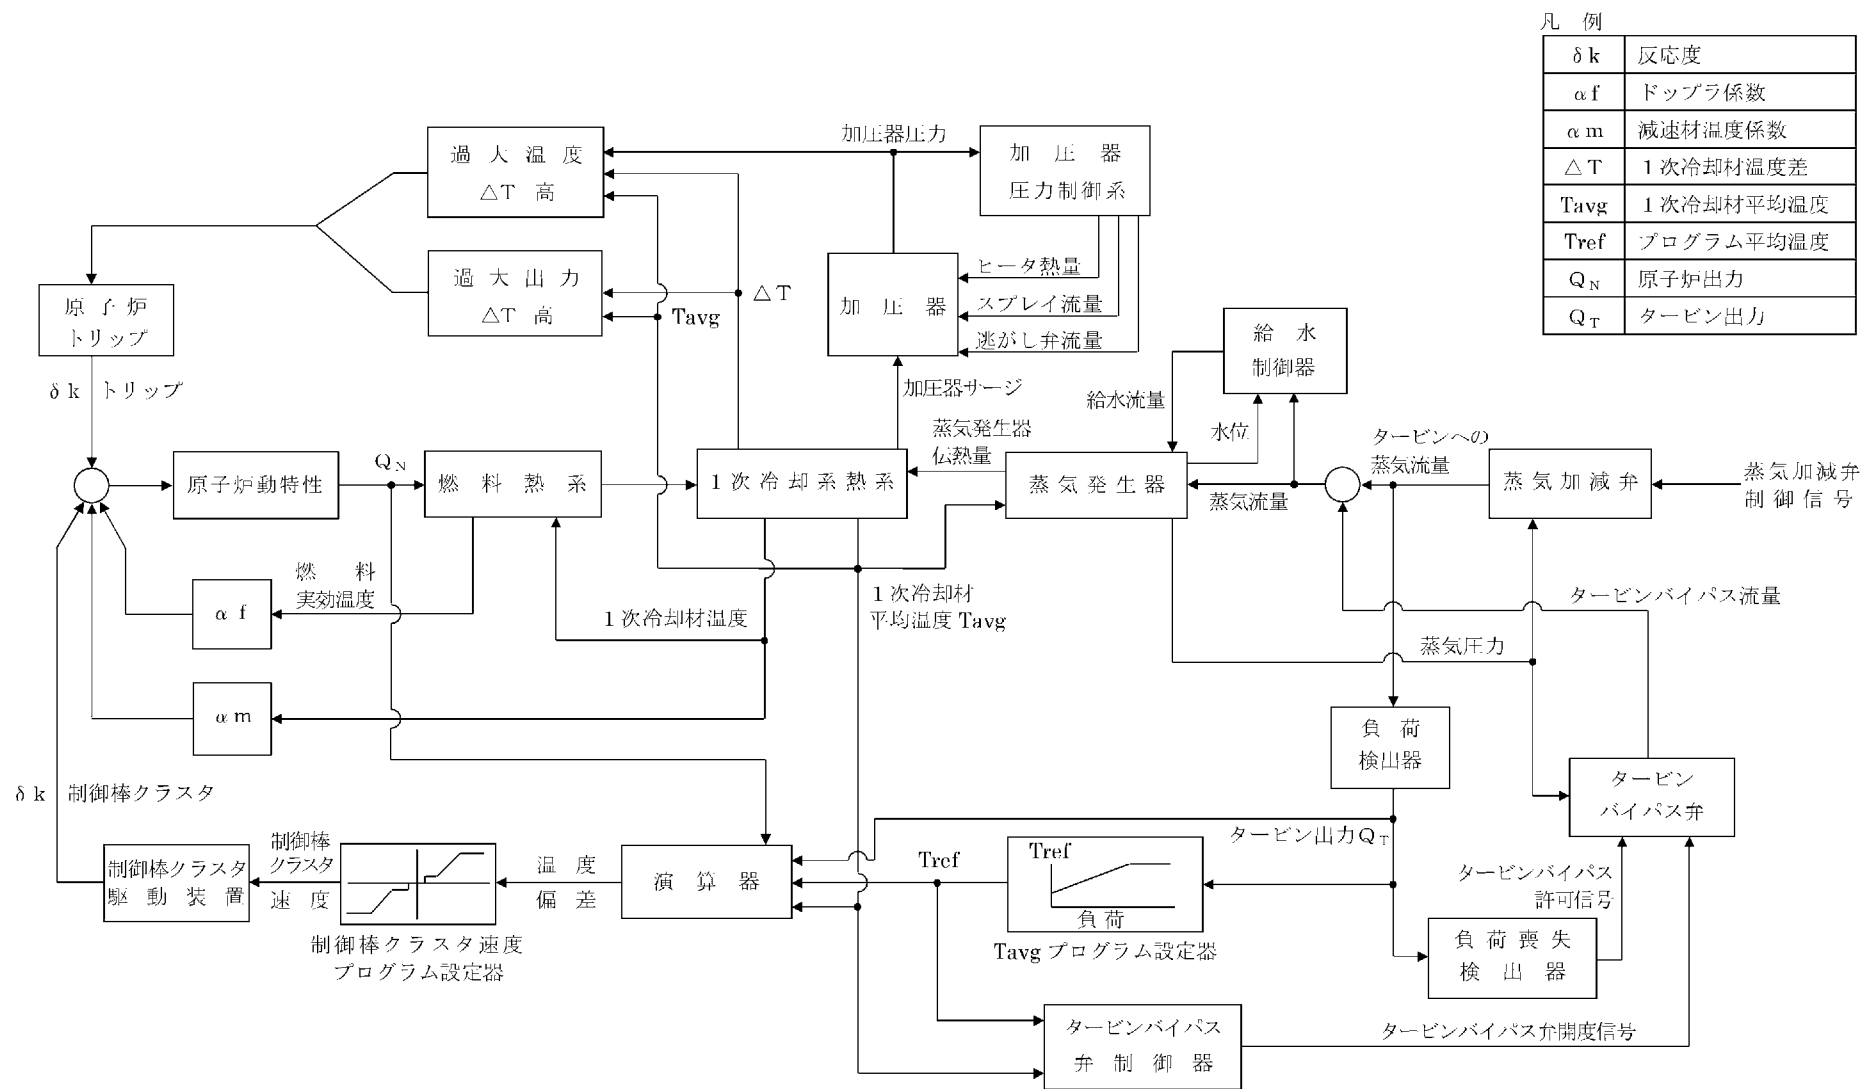 凡 例
δk 反応度
αf ドップラ係数
αm 減速材温度係数
△T 1次冷却材温度差
Tavg 1次冷却材平均温度
Tref プログラム平均温度
QN 原子炉出力
QT タービン出力
過大温度
△T 高
過大出力
△T 高
加圧器圧力
加圧器
圧力制御系
加圧器
ヒータ熱量
スプレイ流量
逃がし弁流量
△T
Tavg
原子炉
トリップ
δk トリップ
加圧器サージ
給水
制御器
給水流量
水位
蒸気発生器
伝熱量
タービンへの
蒸気流量
原子炉動特性
QN
燃料熱系
1次冷却系熱系
蒸気発生器
蒸気流量
蒸気加減弁
蒸気加減弁
制御信号
燃料
実効温度
αf
1次冷却材温度
1次冷却材
平均温度 Tavg
タービンバイパス流量
蒸気圧力
αm
負荷
検出器
タービン
バイパス弁
δk 制御棒クラスタ
タービン出力QT
制御棒クラスタ
駆動装置
制御棒
クラスタ
速度
制御棒クラスタ速度
プログラム設定器
温度
偏差
演算器
Tref
Tref
負荷
Tavg プログラム設定器
タービンバイパス
許可信号
負荷喪失
検出器
タービンバイパス
弁制御器
タービンバイパス弁開度信号